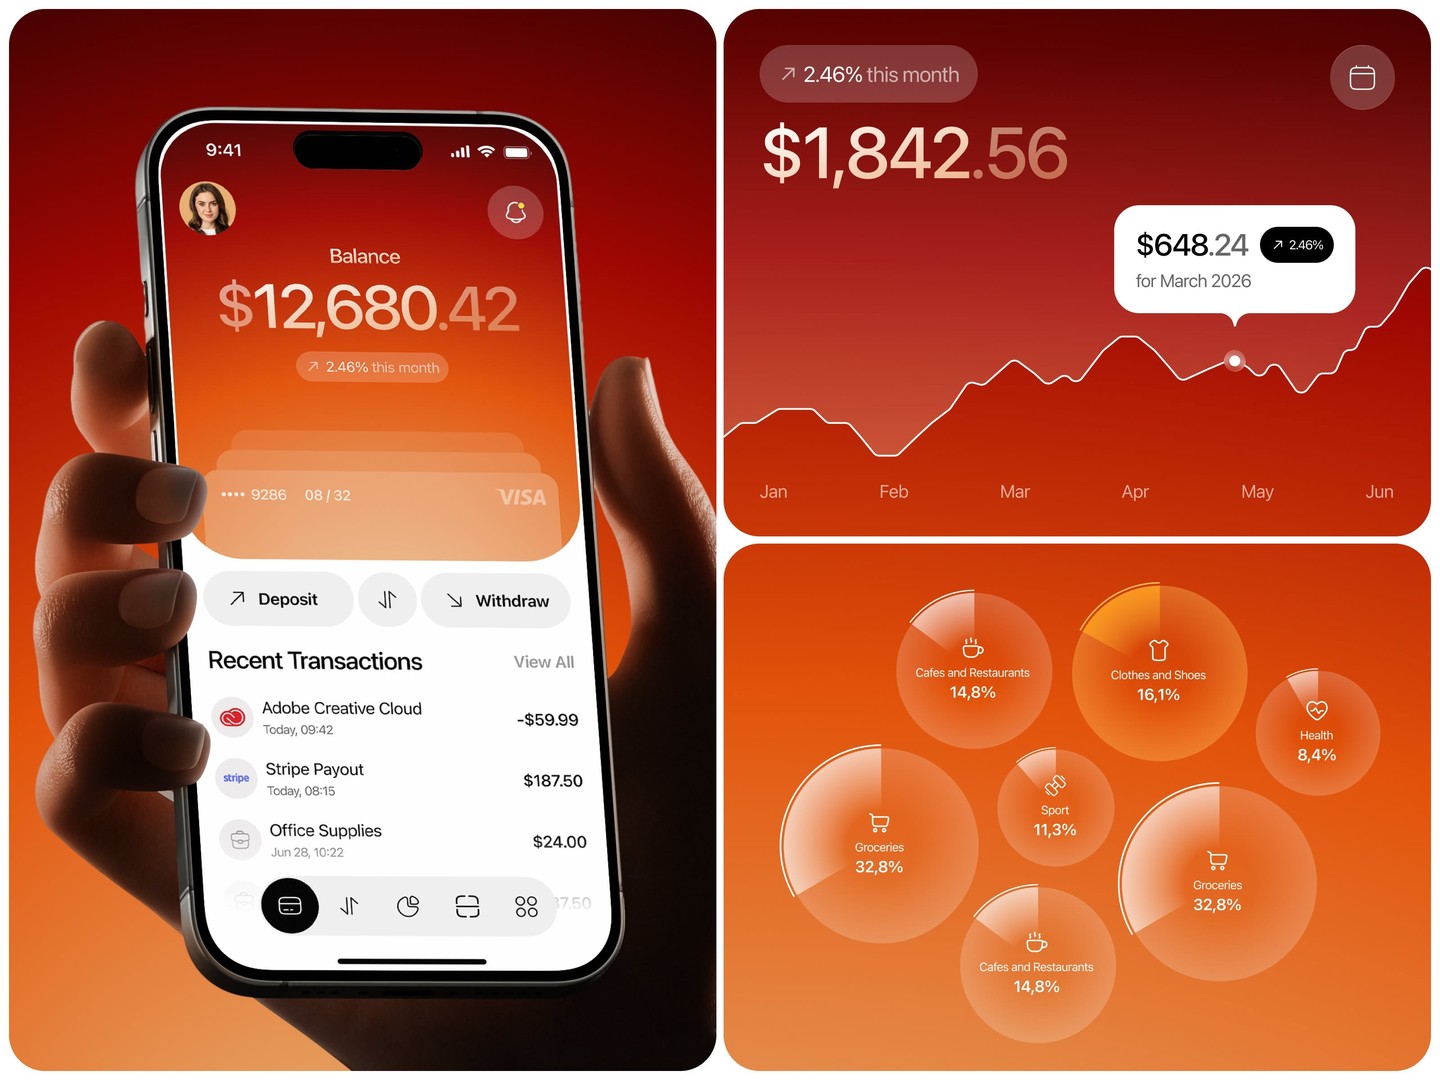 9:41
Balance
$12,680.42
2.46% this month
•••• 9286 08 / 32 VISA
Deposit
Withdraw
Recent Transactions
View All
Adobe Creative Cloud
-$59.99
Today, 09:42
stripe
Stripe Payout
$187.50
Today, 08:15
Office Supplies
$24.00
Jun 28, 10:22
37.50
2.46% this month
$1,842.56
$648.24
2.46%
for March 2026
Jan Feb Mar Apr May Jun
Cafes and Restaurants
14,8%
Clothes and Shoes
16,1%
Health
8,4%
Sport
11,3%
Groceries
32,8%
Groceries
32,8%
Cafes and Restaurants
14,8%